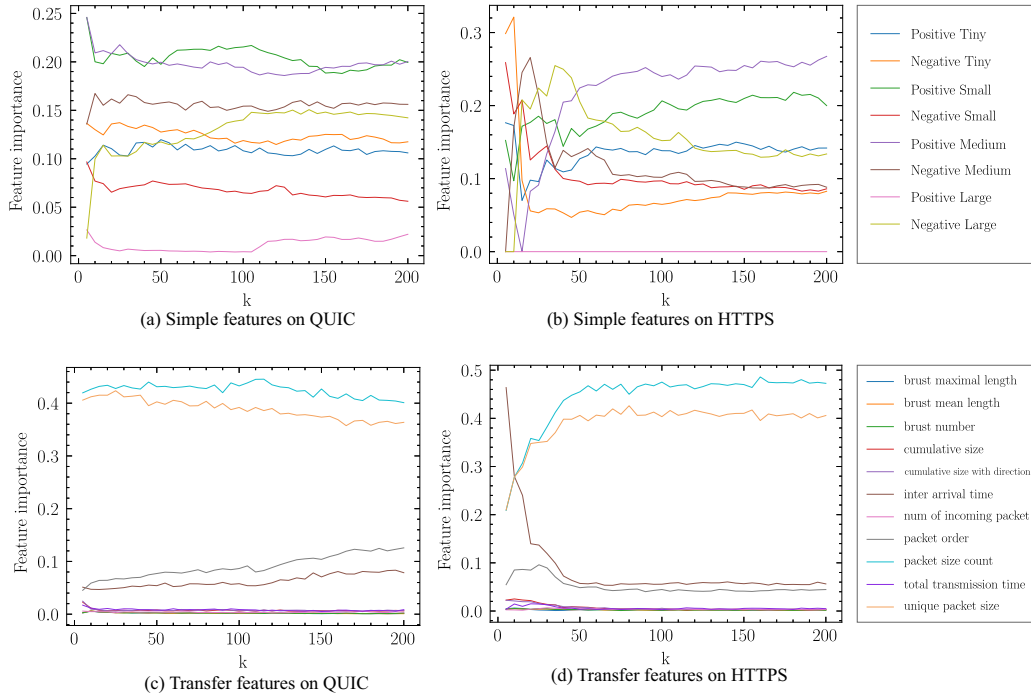 0.25
0.20
0.15
0.10
0.05
0.00
Feature importance
0 50 100 150 200
k
(a) Simple features on QUIC
0.3
0.2
0.1
0.0
Feature importance
0 50 100 150 200
k
(b) Simple features on HTTPS
Positive Tiny
Negative Tiny
Positive Small
Negative Small
Positive Medium
Negative Medium
Positive Large
Negative Large
0.4
0.3
0.2
0.1
0.0
Feature importance
0 50 100 150 200
k
(c) Transfer features on QUIC
0.5
0.4
0.3
0.2
0.1
0.0
Feature importance
0 50 100 150 200
k
(d) Transfer features on HTTPS
brust maximal length
brust mean length
brust number
cumulative size
cumulative size with direction
inter arrival time
num of incoming packet
packet order
packet size count
total transmission time
unique packet size